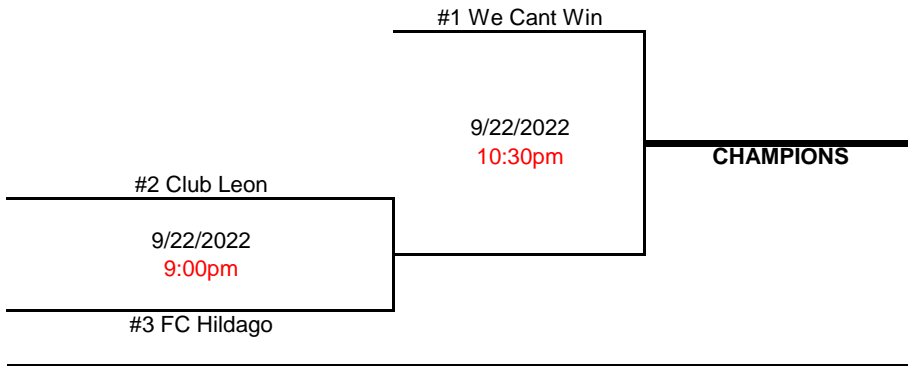 #1 We Cant Win
9/22/2022
10:30pm
CHAMPIONS
#2 Club Leon
9/22/2022
9:00pm
#3 FC Hildago